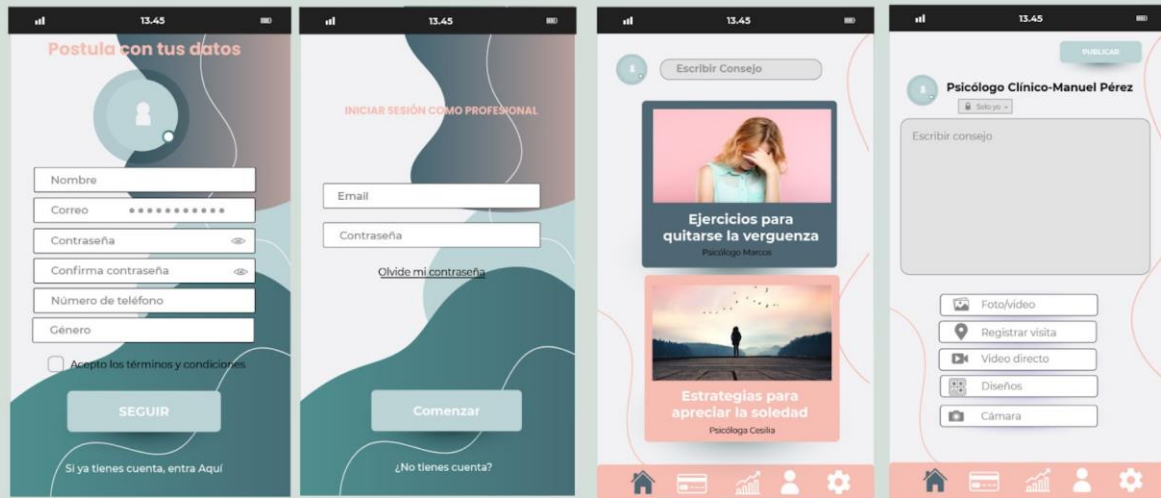 13.45
Postula con tus datos
Nombre
Correo
Contraseña
Confirma contraseña
Número de teléfono
Género
Acepto los términos y condiciones
SEGUIR
Si ya tienes cuenta, entra Aquí
13.45
INICIAR SESIÓN COMO PROFESIONAL
Email
Contraseña
Olvide mi contraseña
Comenzar
¿No tienes cuenta?
13.45
Escribir Consejo
Ejercicios para
quitarse la verguenza
Psicólogo Marcos
Estrategias para
apreciar la soledad
Psicóloga Cesilia
13.45
PUBLICAR
Psicólogo Clínico-Manuel Pérez
Solo yo
Escribir consejo
Foto/video
Registrar visita
Video directo
Diseños
Cámara